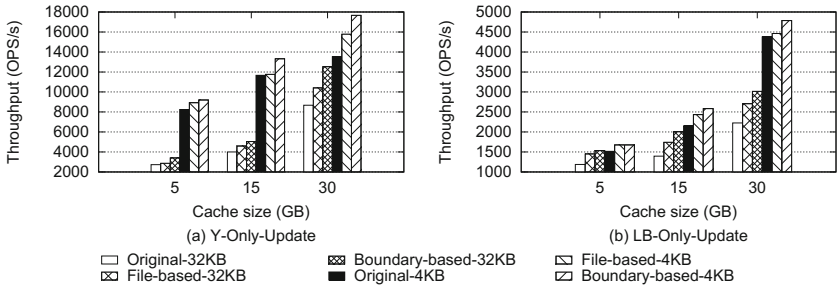 Throughput (OPS/s)
18000
16000
14000
12000
10000
8000
6000
4000
2000
5 15 30
Cache size (GB)
(a) Y-Only-Update
Throughput (OPS/s)
5000
4500
4000
3500
3000
2500
2000
1500
1000
5 15 30
Cache size (GB)
(b) LB-Only-Update
Original-32KB Boundary-based-32KB File-based-4KB
File-based-32KB Original-4KB Boundary-based-4KB